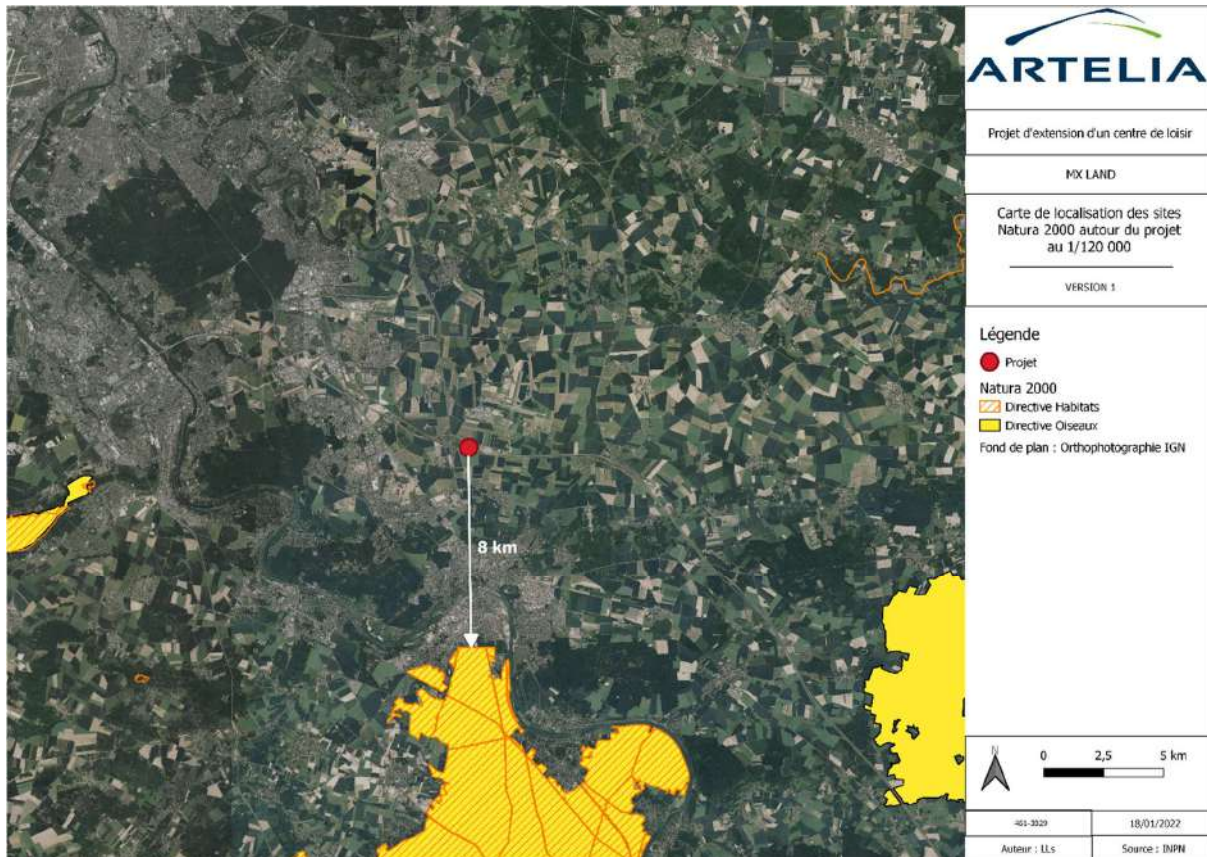 ARTELIA
Projet d'extension d'un centre de loisir
MX LAND
Carte de localisation des sites
Natura 2000 autour du projet
au 1/120 000
VERSION 1
Légende
Projet
Natura 2000
Directive Habitats
Directive Oiseaux
Fond de plan : Orthophotographie IGN
8 km
N
0 2,5 5 km
18/01/2022
Auteur : LLs
Source : INPN